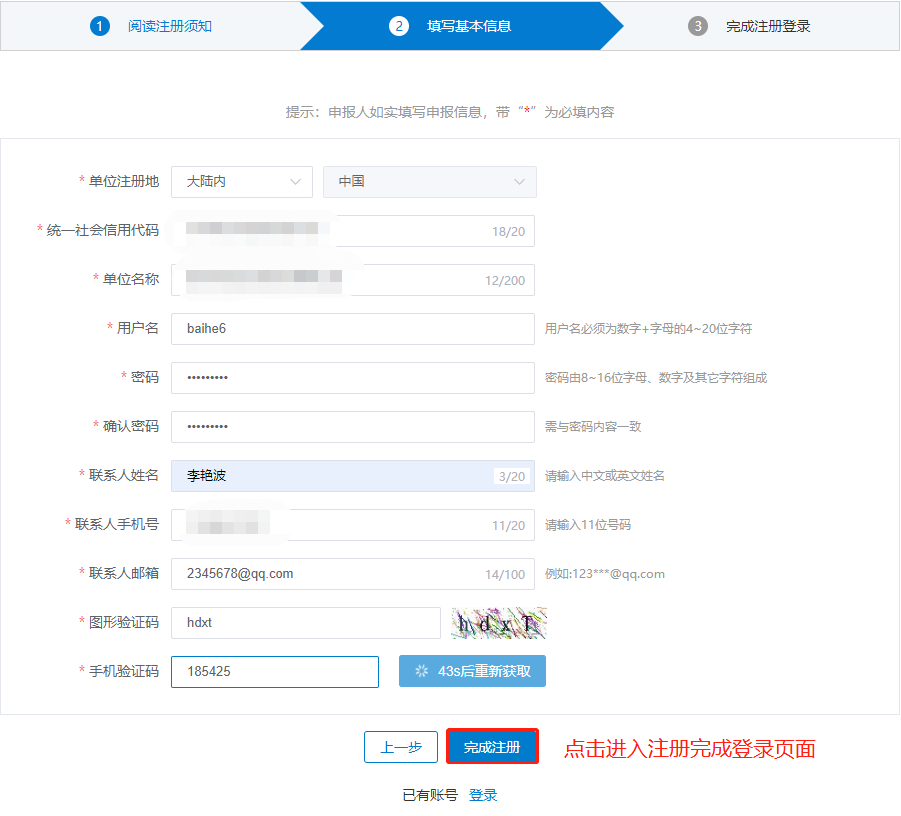 1 阅读注册须知 2 填写基本信息 3 完成注册登录
提示：申报人如实填写申报信息，带“*”为必填内容
* 单位注册地 大陆内 中国
* 统一社会信用代码 18/20
* 单位名称 12/200
* 用户名 baihe6 用户名必须为数字+字母的4~20位字符
* 密码 ••••••••• 密码由8~16位字母、数字及其它字符组成
* 确认密码 ••••••••• 需与密码内容一致
* 联系人姓名 李艳波 3/20 请输入中文或英文姓名
* 联系人手机号 11/20 请输入11位号码
* 联系人邮箱 2345678@qq.com 14/100 例如:123***@qq.com
* 图形验证码 hdxt hdxT
* 手机验证码 185425 43s后重新获取
上一步 完成注册 点击进入注册完成登录页面
已有账号 登录